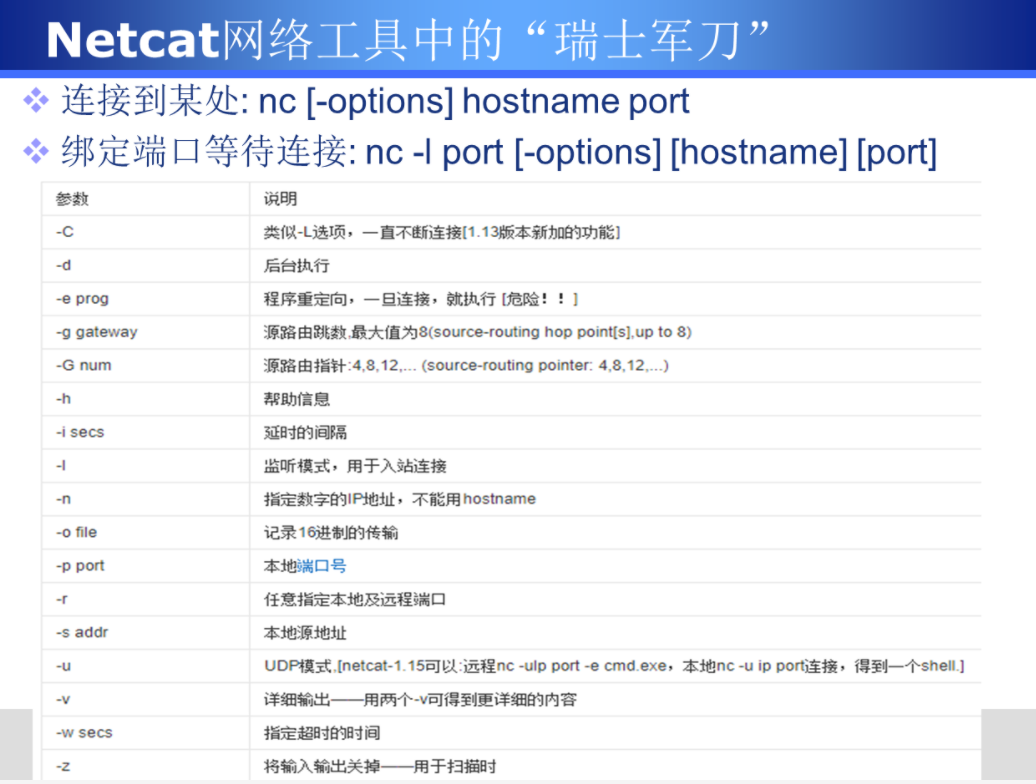 Netcat网络工具中的“瑞士军刀”
连接到某处: nc [-options] hostname port
绑定端口等待连接: nc -l port [-options] [hostname] [port]
参数 说明
-C 类似-L选项，一直不断连接[1.13版本新加的功能]
-d 后台执行
-e prog 程序重定向，一旦连接，就执行 [危险！！]
-g gateway 源路由跳数,最大值为8(source-routing hop point[s],up to 8)
-G num 源路由指针:4,8,12,... (source-routing pointer: 4,8,12,...)
-h 帮助信息
-i secs 延时的间隔
-l 监听模式，用于入站连接
-n 指定数字的IP地址，不能用hostname
-o file 记录16进制的传输
-p port 本地端口号
-r 任意指定本地及远程端口
-s addr 本地源地址
-u UDP模式,[netcat-1.15可以:远程nc -ulp port -e cmd.exe，本地nc -u ip port连接，得到一个shell.]
-v 详细输出——用两个-v可得到更详细的内容
-w secs 指定超时的时间
-z 将输入输出关掉——用于扫描时